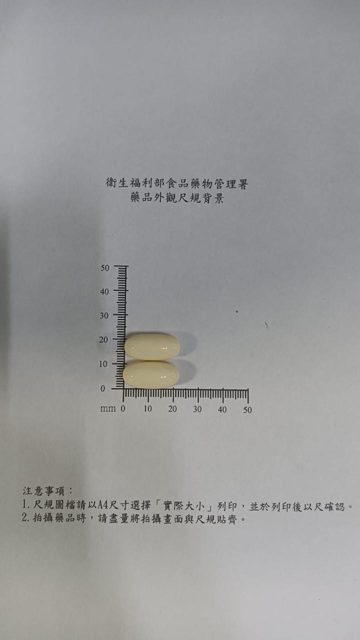 衛生福利部食品藥物管理署
藥品外觀尺規背景
50
40
30
20
10
0
mm 0 10 20 30 40 50
注意事項：
1.尺規圖檔請以A4尺寸選擇「實際大小」列印，並於列印後以尺確認。
2.拍攝藥品時，請盡量將拍攝畫面與尺規貼齊。